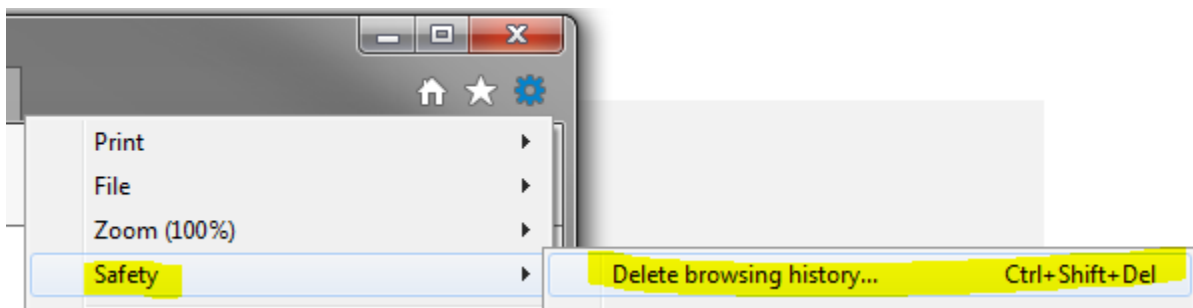 Print
File
Zoom (100%)
Safety
Delete browsing history... Ctrl+Shift+Del